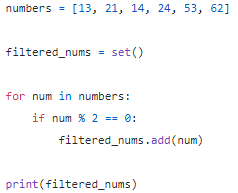 numbers = [13, 21, 14, 24, 53, 62]
filtered_nums = set()
for num in numbers:
    if num % 2 == 0:
        filtered_nums.add(num)
print(filtered_nums)